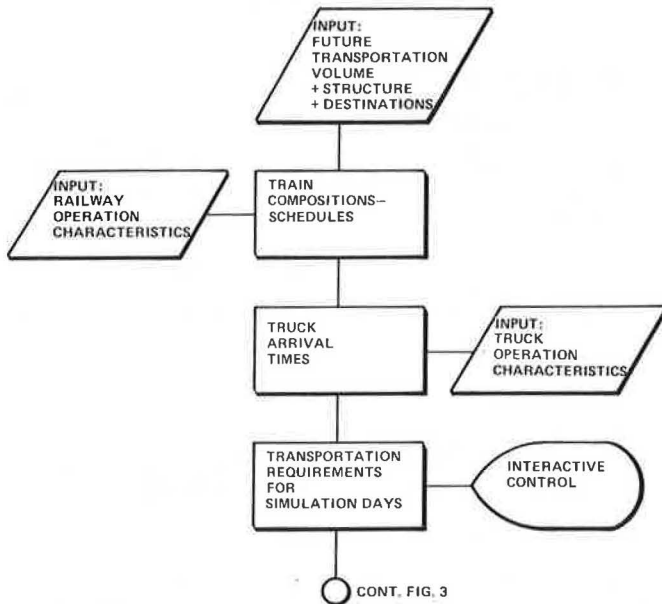 INPUT:
FUTURE
TRANSPORTATION
VOLUME
+ STRUCTURE
+ DESTINATIONS
INPUT:
RAILWAY
OPERATION
CHARACTERISTICS
TRAIN
COMPOSITIONS—
SCHEDULES
TRUCK
ARRIVAL
TIMES
INPUT:
TRUCK
OPERATION
CHARACTERISTICS
TRANSPORTATION
REQUIREMENTS
FOR
SIMULATION DAYS
INTERACTIVE
CONTROL
CONT. FIG. 3